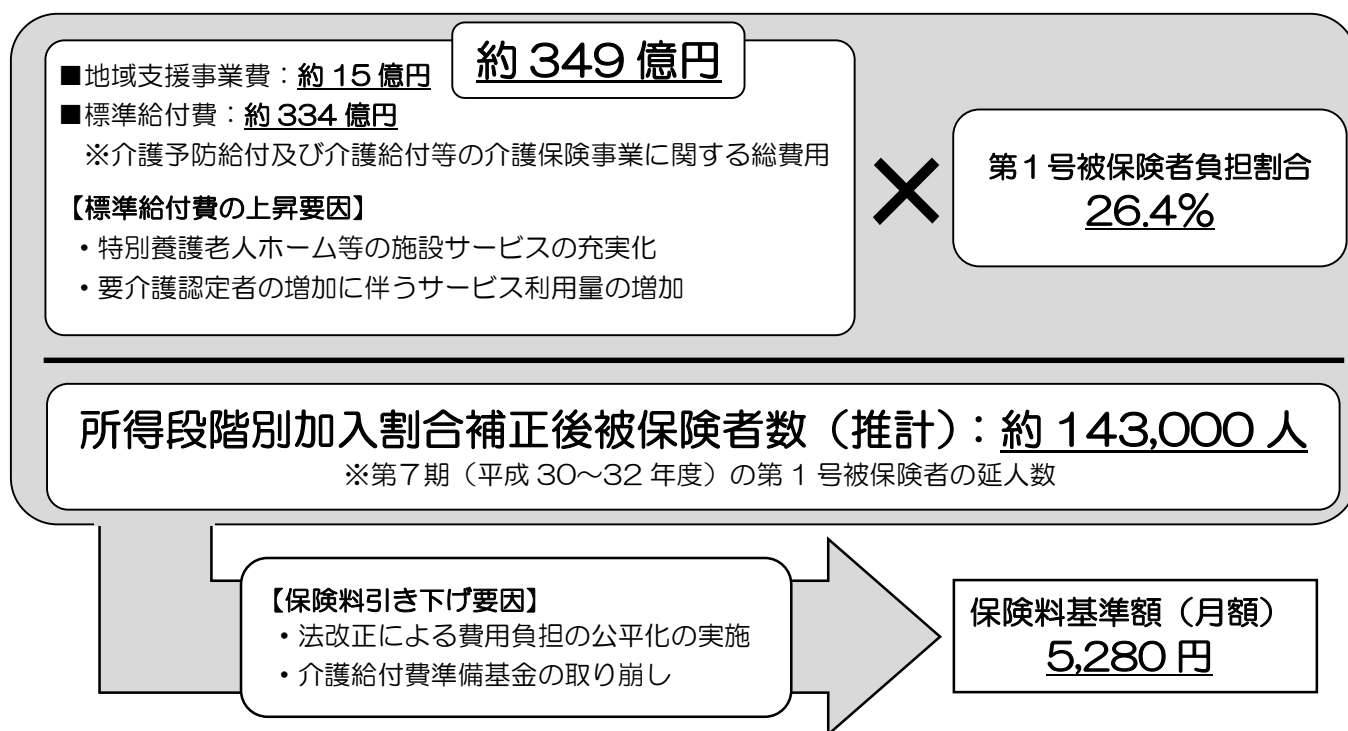 約 349 億円
■地域支援事業費:約 15 億円
■標準給付費:約 334 億円
※介護予防給付及び介護給付等の介護保険事業に関する総費用
【標準給付費の上昇要因】
・特別養護老人ホーム等の施設サービスの充実化
・要介護認定者の増加に伴うサービス利用量の増加
×
第1号被保険者負担割合
26.4%
所得段階別加入割合補正後被保険者数(推計):約 143,000 人
※第7期(平成 30~32 年度)の第 1 号被保険者の延人数
【保険料引き下げ要因】
・法改正による費用負担の公平化の実施
・介護給付費準備基金の取り崩し
保険料基準額(月額)
5,280 円